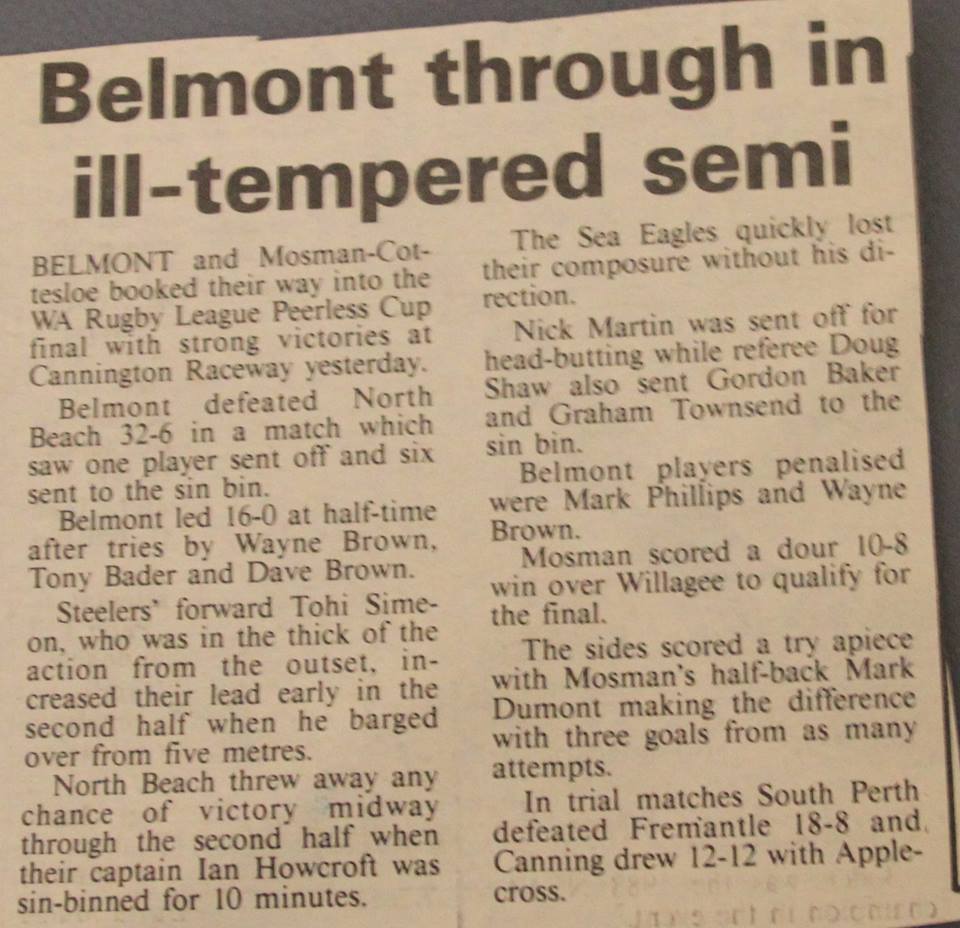 Belmont through in
ill-tempered semi
BELMONT and Mosman-Cot-
tesloe booked their way into the
WA Rugby League Peerless Cup
final with strong victories at
Cannington Raceway yesterday.
Belmont defeated North
Beach 32-6 in a match which
saw one player sent off and six
sent to the sin bin.
Belmont led 16-0 at half-time
after tries by Wayne Brown,
Tony Bader and Dave Brown.
Steelers' forward Tohi Sime-
on, who was in the thick of the
action from the outset, in-
creased their lead early in the
second half when he barged
over from five metres.
North Beach threw away any
chance of victory midway
through the second half when
their captain Ian Howcroft was
sin-binned for 10 minutes.
The Sea Eagles quickly lost
their composure without his di-
rection.
Nick Martin was sent off for
head-butting while referee Doug
Shaw also sent Gordon Baker
and Graham Townsend to the
sin bin.
Belmont players penalised
were Mark Phillips and Wayne
Brown.
Mosman scored a dour 10-8
win over Willagee to qualify for
the final.
The sides scored a try apiece
with Mosman's half-back Mark
Dumont making the difference
with three goals from as many
attempts.
In trial matches South Perth
defeated Fremantle 18-8 and
Canning drew 12-12 with Apple-
cross.